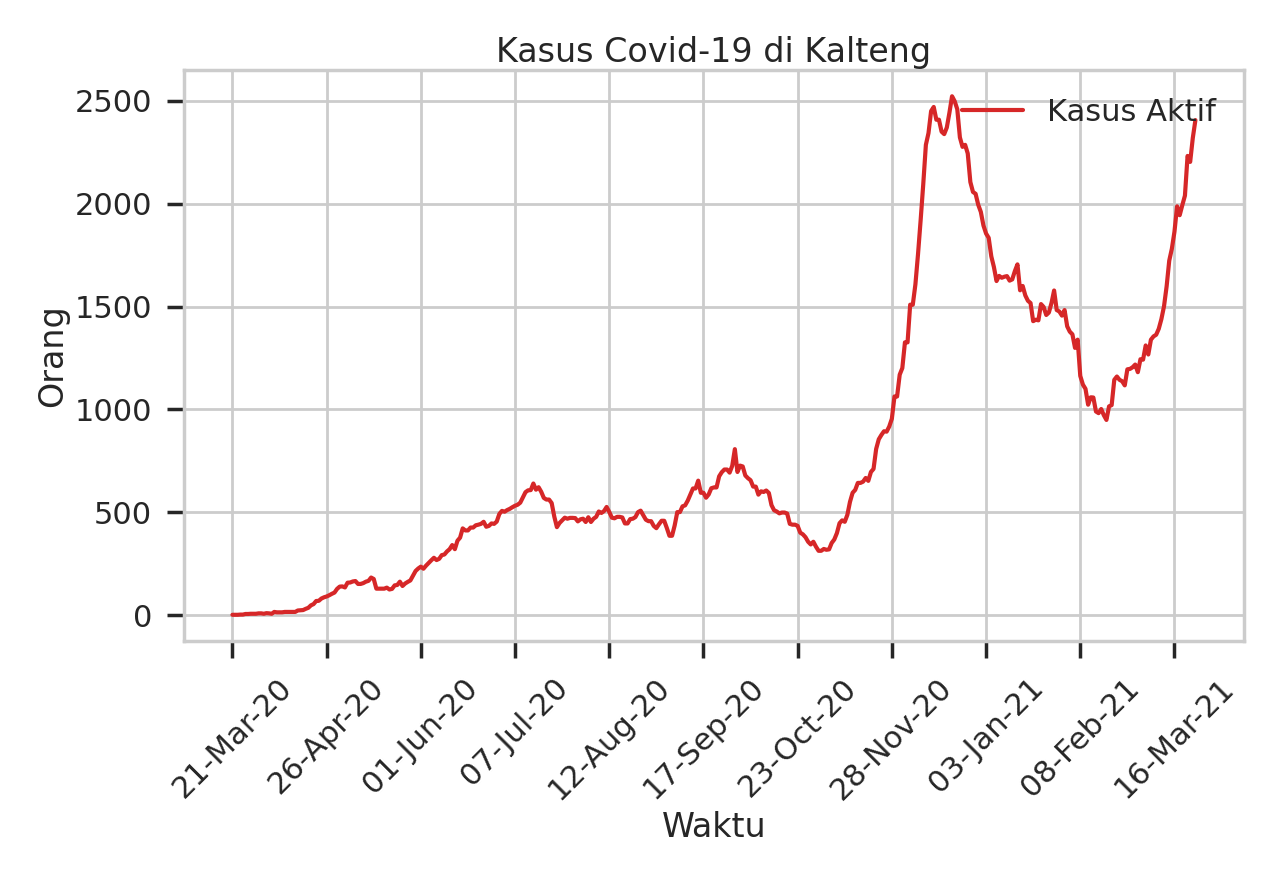 Kasus Covid-19 di Kalteng
Kasus Aktif
Orang
2500
2000
1500
1000
500
0
21-Mar-20
26-Apr-20
01-Jun-20
07-Jul-20
12-Aug-20
17-Sep-20
23-Oct-20
28-Nov-20
03-Jan-21
08-Feb-21
16-Mar-21
Waktu